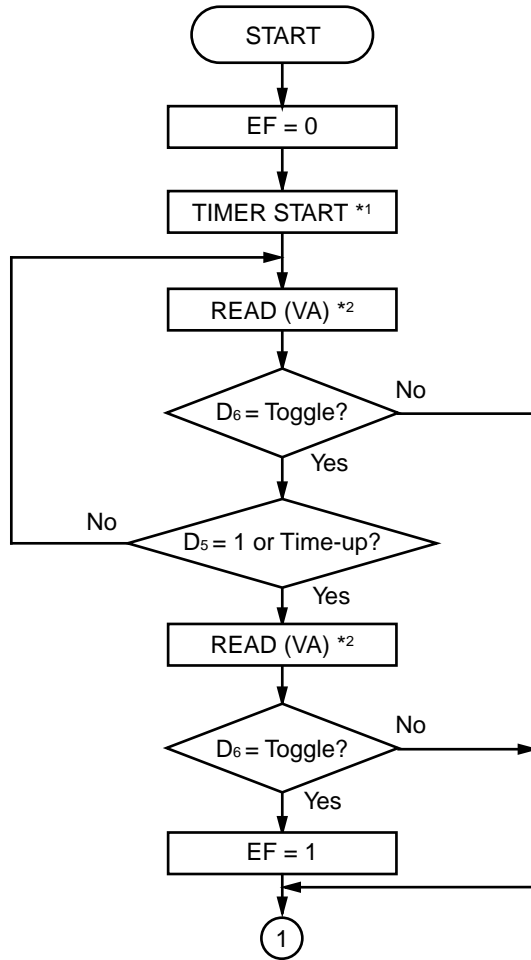 START
EF = 0
TIMER START *1
READ (VA) *2
D6 = Toggle?
No
Yes
No
D5 = 1 or Time-up?
Yes
READ (VA) *2
No
D6 = Toggle?
Yes
EF = 1
1